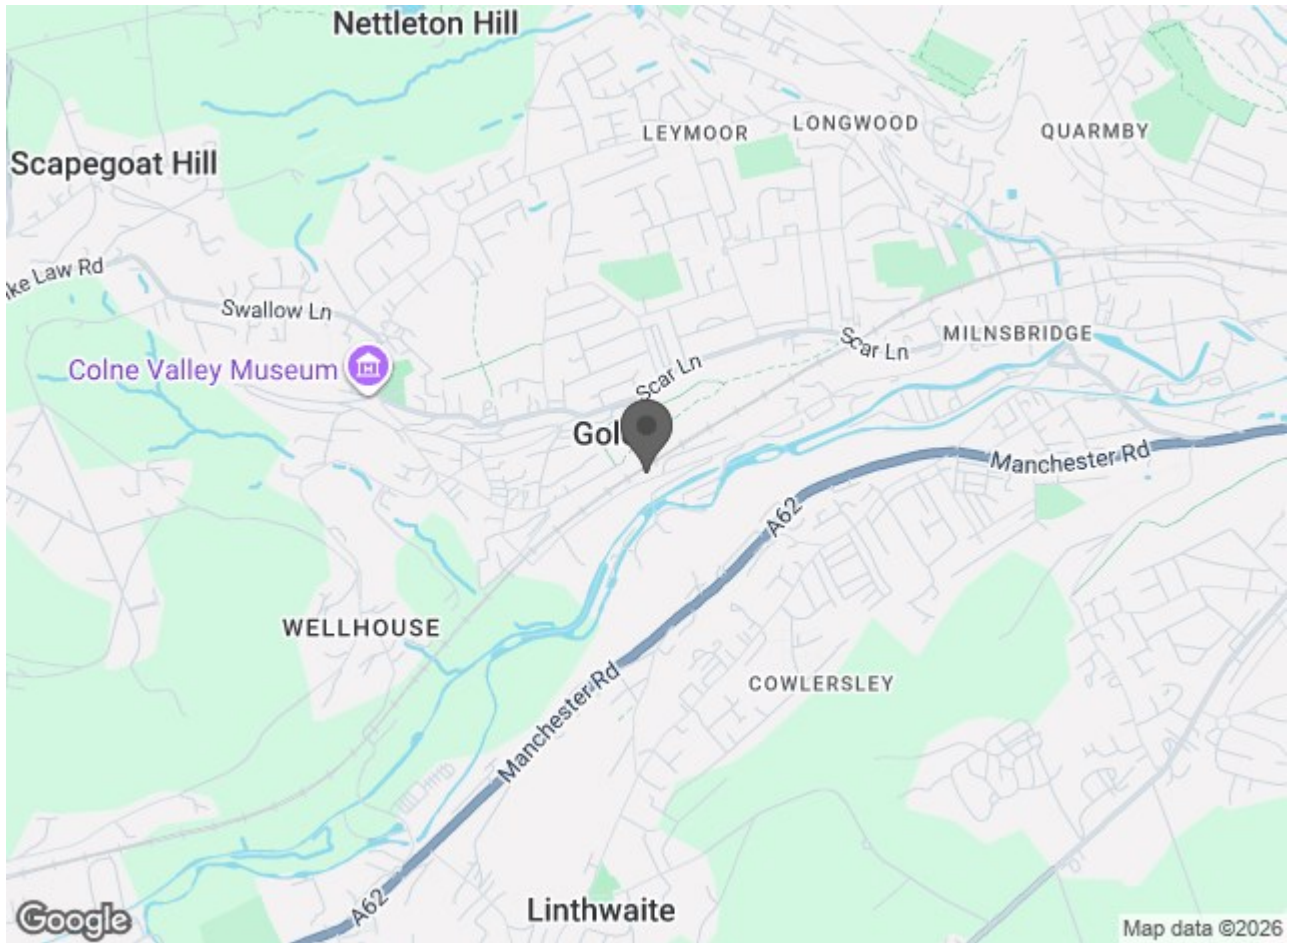 Nettleton Hill
LEYMOOR
LONGWOOD
QUARMBY
Scapegoat Hill
ke Law Rd
Swallow Ln
MILNSBRIDGE
Scar Ln
Colne Valley Museum
Scar Ln
Gol
Manchester Rd
A62
WELLHOUSE
COWLERSLEY
Manchester Rd
A62
Linthwaite
Google
Map data ©2026